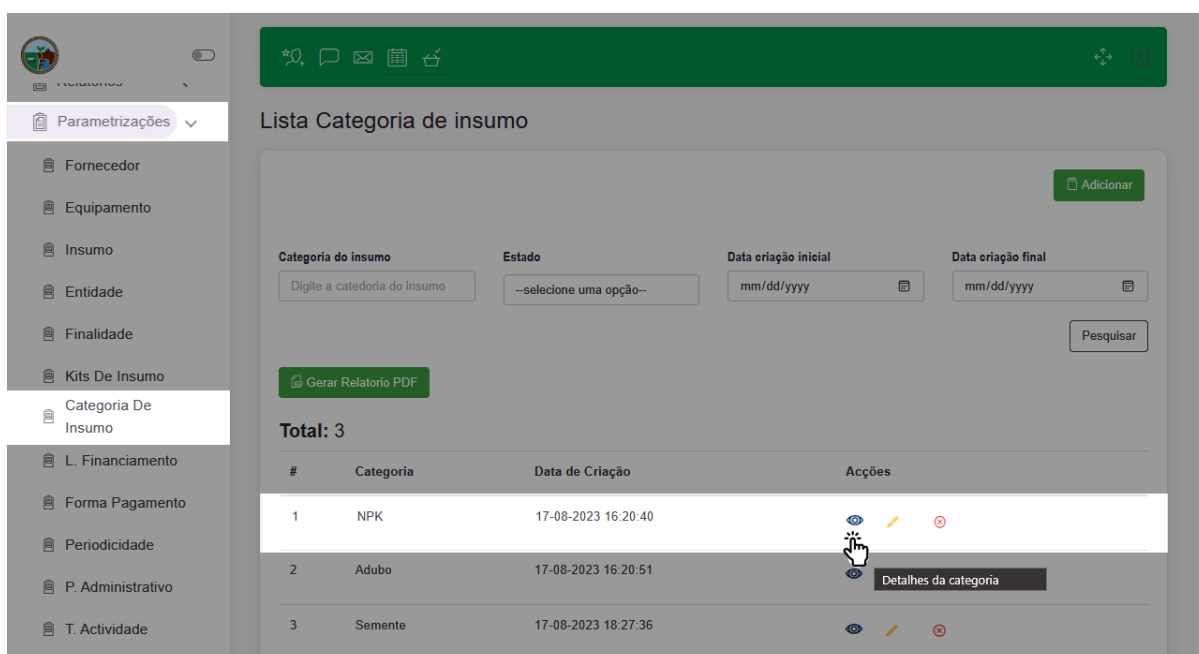 Relatórios
Parametrizações
Fornecedor
Equipamento
Insumo
Entidade
Finalidade
Kits De Insumo
Categoria De
Insumo
L. Financiamento
Forma Pagamento
Periodicidade
P. Administrativo
T. Actividade
Lista Categoria de insumo
Adicionar
Categoria do insumo Estado Data criação inicial Data criação final
Digite a catedoria do insumo --selecione uma opção-- mm/dd/yyyy mm/dd/yyyy
Pesquisar
Gerar Relatorio PDF
Total: 3
# Categoria Data de Criação Acções
1 NPK 17-08-2023 16:20:40
2 Adubo 17-08-2023 16:20:51
Detalhes da categoria
3 Semente 17-08-2023 18:27:36